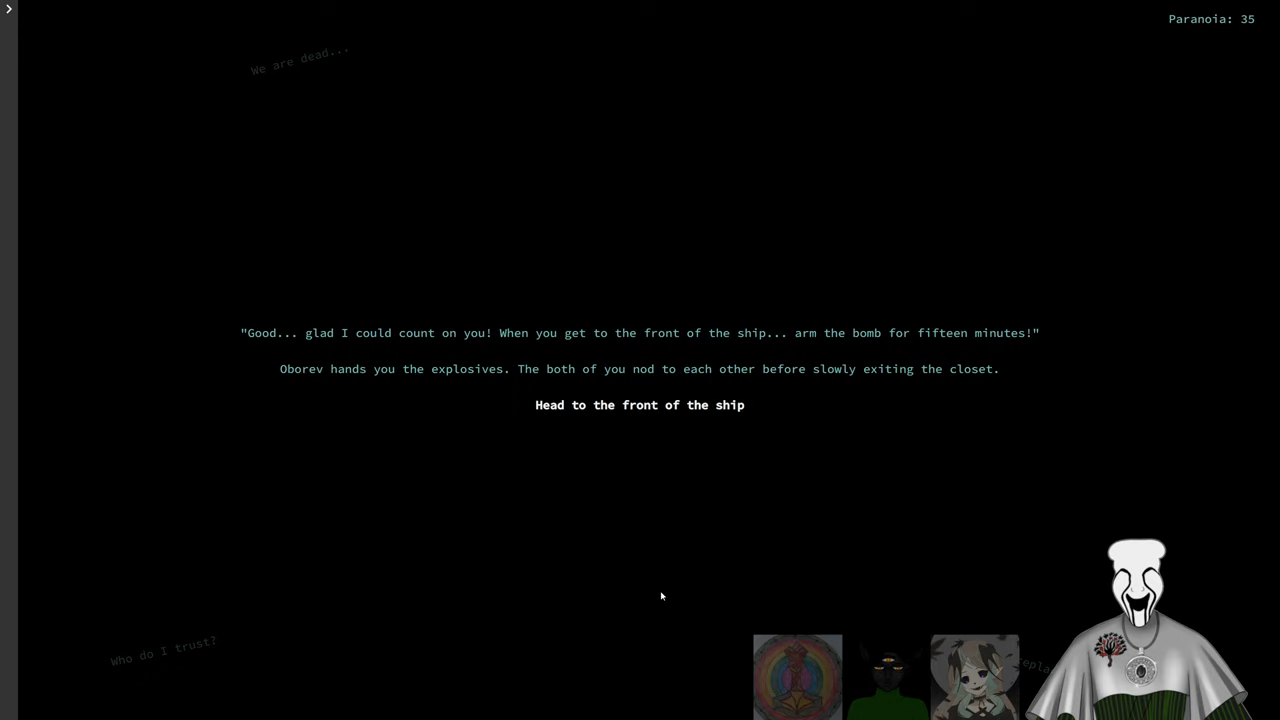 Paranoia: 35
We are dead...
"Good... glad I could count on you! When you get to the front of the ship... arm the bomb for fifteen minutes!"
Oborev hands you the explosives. The both of you nod to each other before slowly exiting the closet.
Head to the front of the ship
Who do I trust?